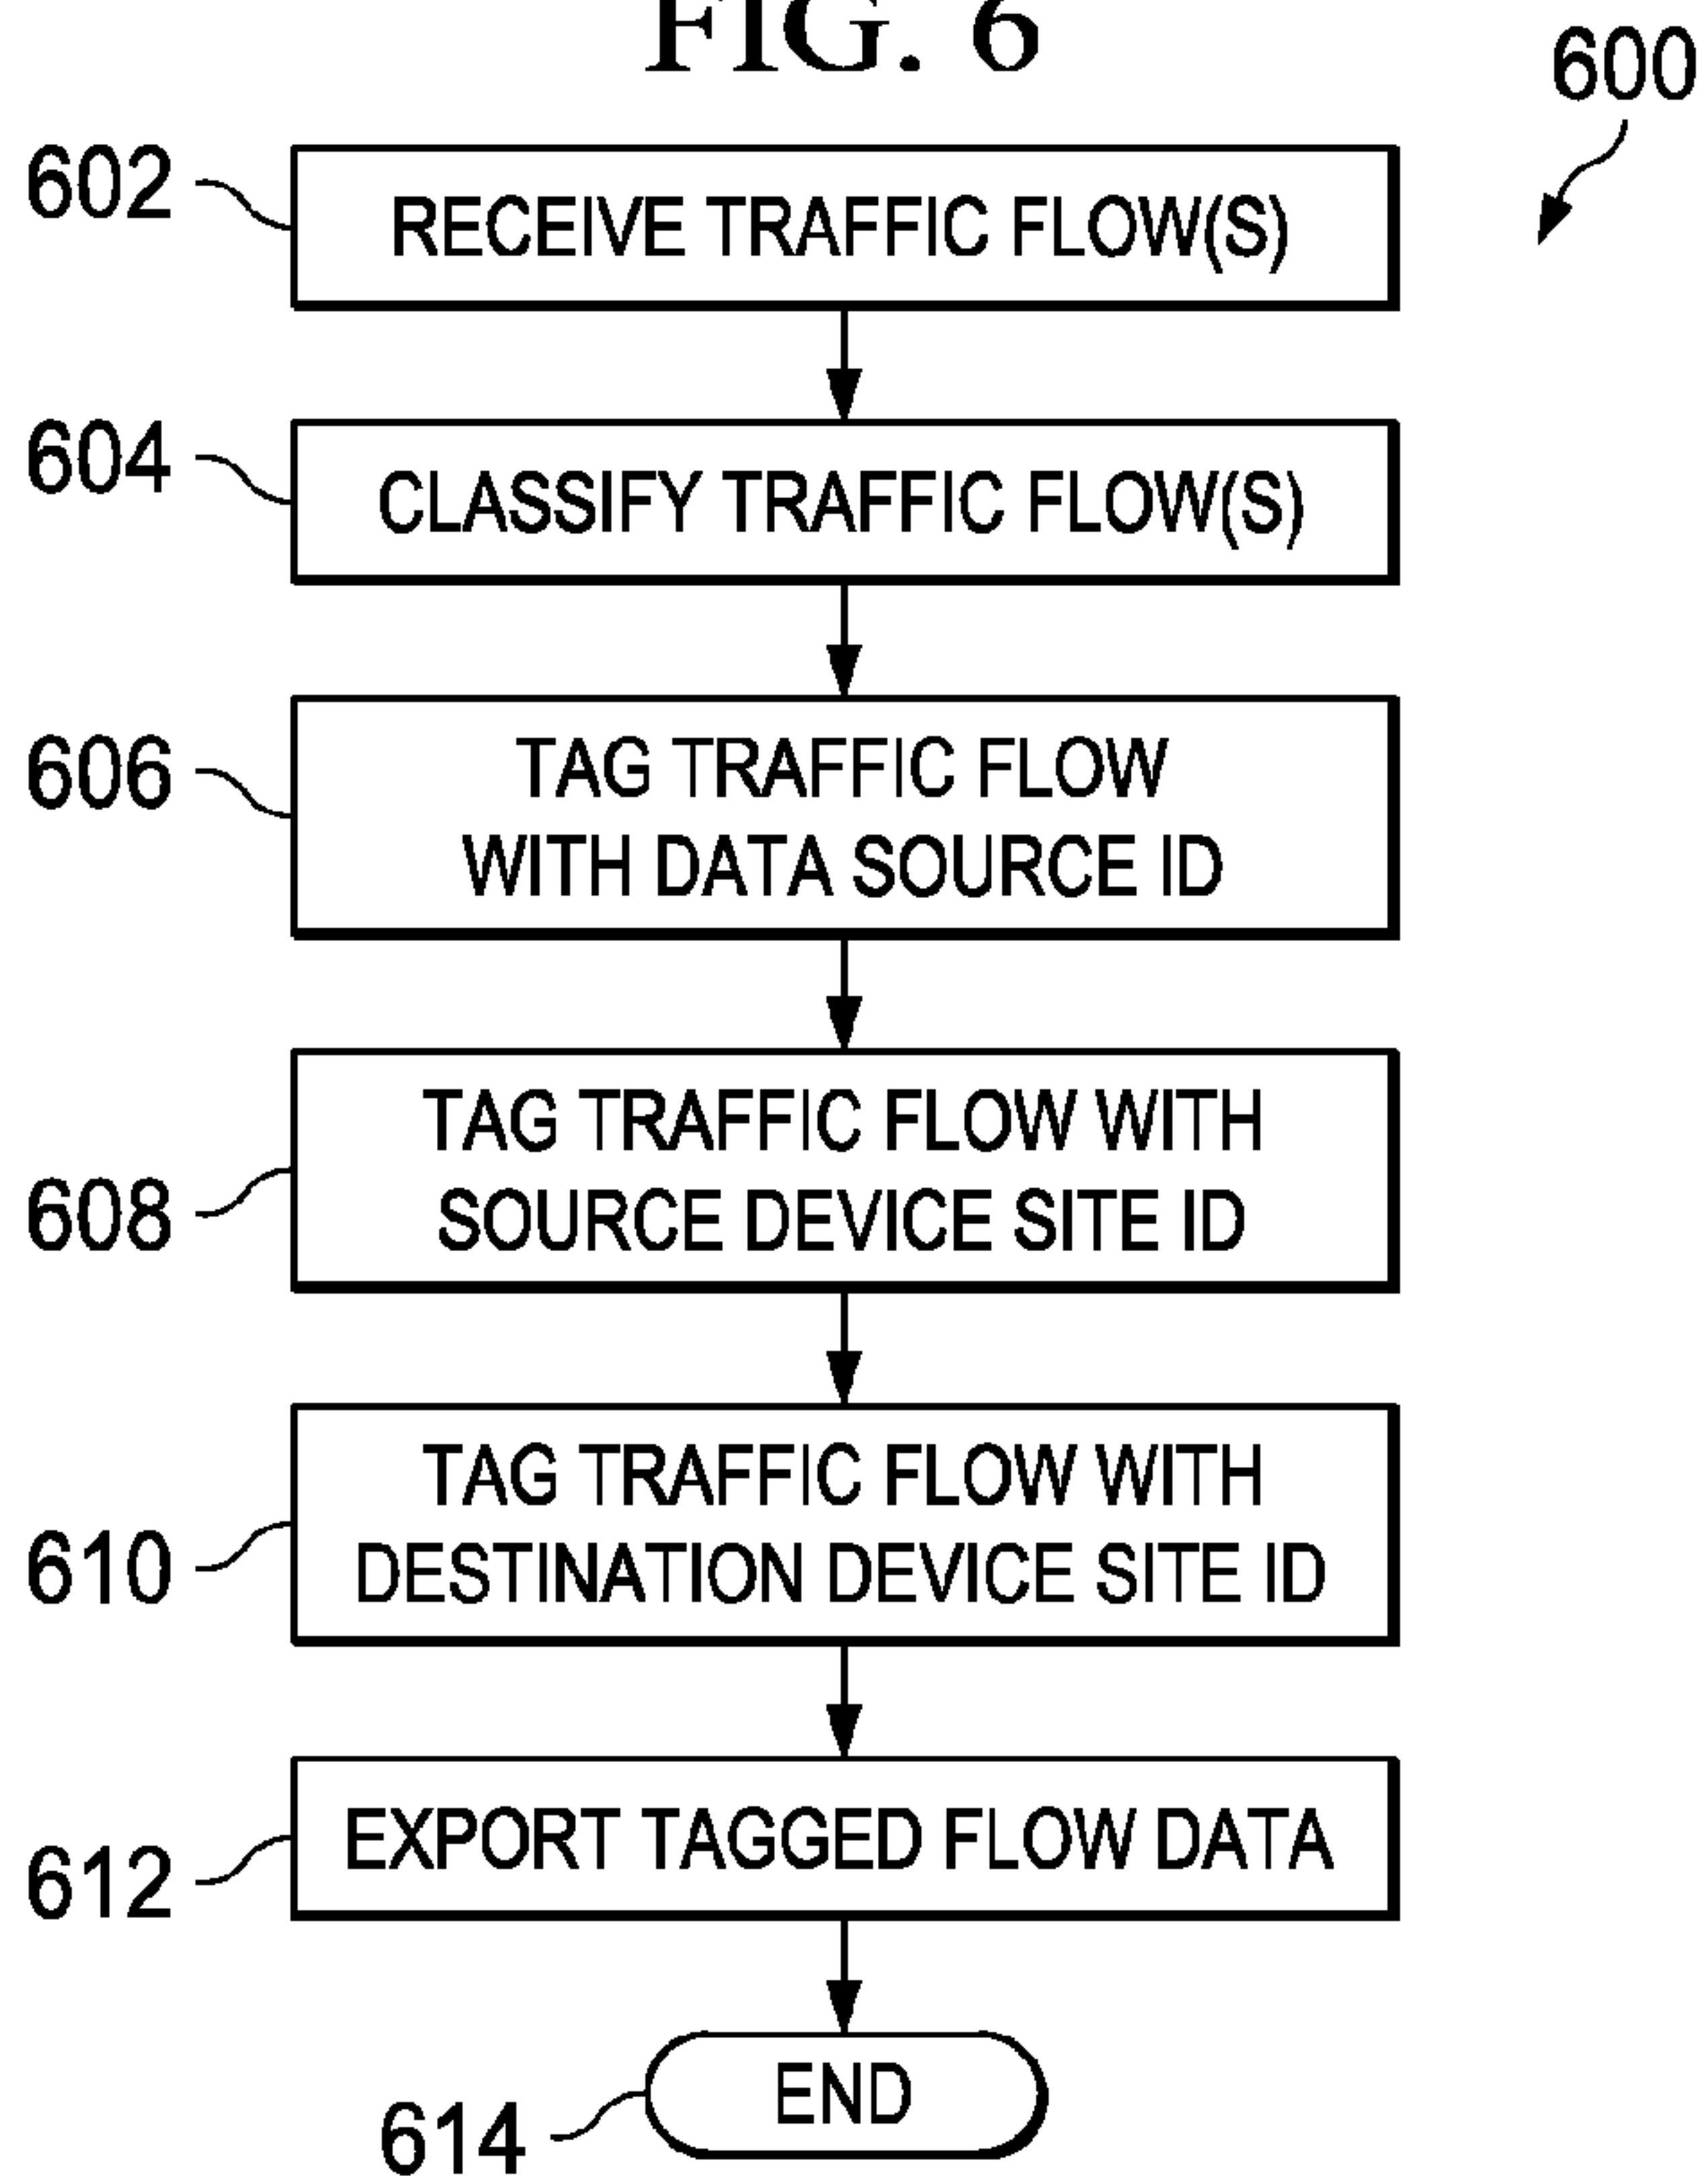 FIG. 6
600
602
RECEIVE TRAFFIC FLOW(S)
604
CLASSIFY TRAFFIC FLOW(S)
606
TAG TRAFFIC FLOW
WITH DATA SOURCE ID
608
TAG TRAFFIC FLOW WITH
SOURCE DEVICE SITE ID
610
TAG TRAFFIC FLOW WITH
DESTINATION DEVICE SITE ID
612
EXPORT TAGGED FLOW DATA
614
END